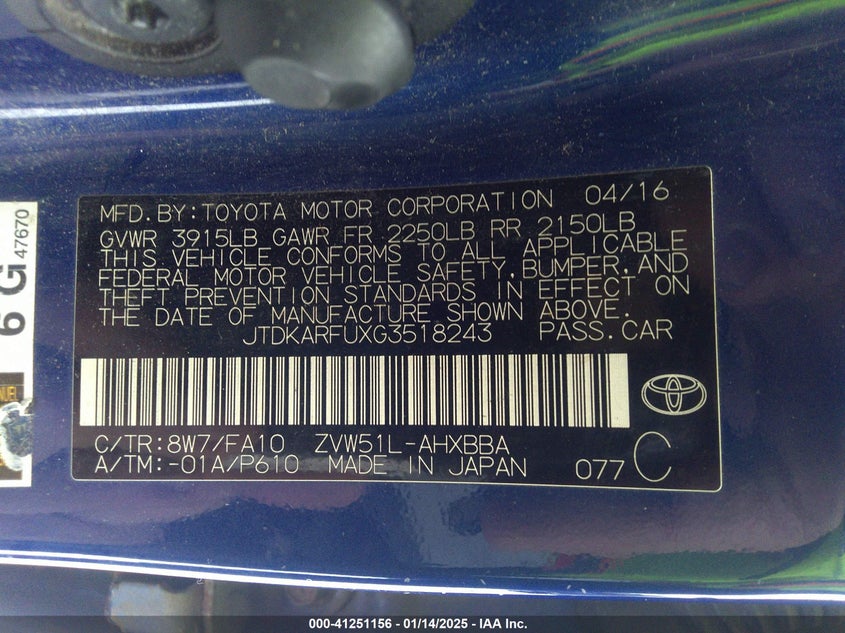 MFD. BY: TOYOTA MOTOR CORPORATION 04/16
GVWR 3915LB GAWR FR 2250LB RR 2150LB
THIS VEHICLE CONFORMS TO ALL APPLICABLE
FEDERAL MOTOR VEHICLE SAFETY, BUMPER, AND
THEFT PREVENTION STANDARDS IN EFFECT ON
THE DATE OF MANUFACTURE SHOWN ABOVE.
JTDKARFUXG3518243 PASS. CAR
C/TR: 8W7/FA10 ZVW51L-AHXBBA
A/TM: -01A/P610 MADE IN JAPAN 077 C
6 G
47670
000-41251156 - 01/14/2025 - IAA Inc.